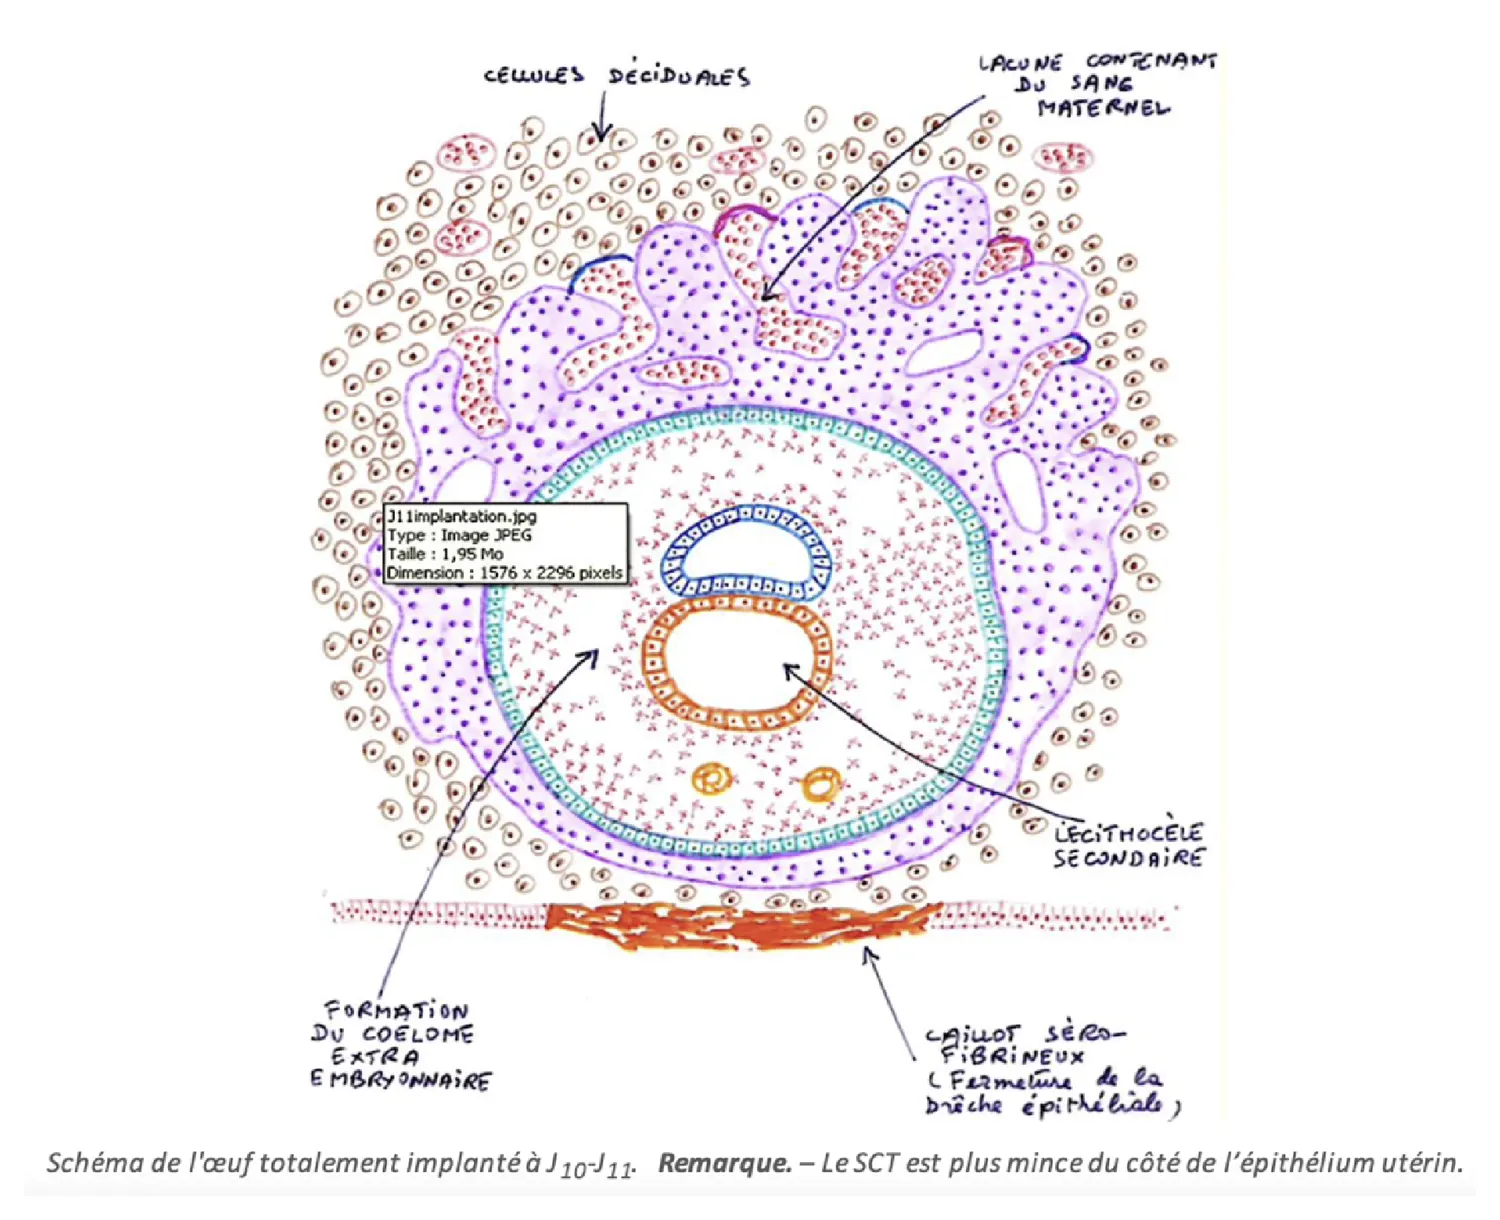 CELLULES DÉCIDUALES
LACUNE CONTENANT
DU SANG
MATERNEL
J11implantation.jpg
Type : Image JPEG
Taille : 1,95 Mo
Dimension : 1576 x 2296 pixels
LÉCITHOCÈLE
SECONDAIRE
FORMATION
DU COELOME
EXTRA
EMBRYONNAIRE
CAILLOT SÉRO-
FIBRINEUX
( Fermeture de la
brêche épithéliale)
Schéma de l'œuf totalement implanté à J10-J11. Remarque. – Le SCT est plus mince du côté de l’épithélium utérin.